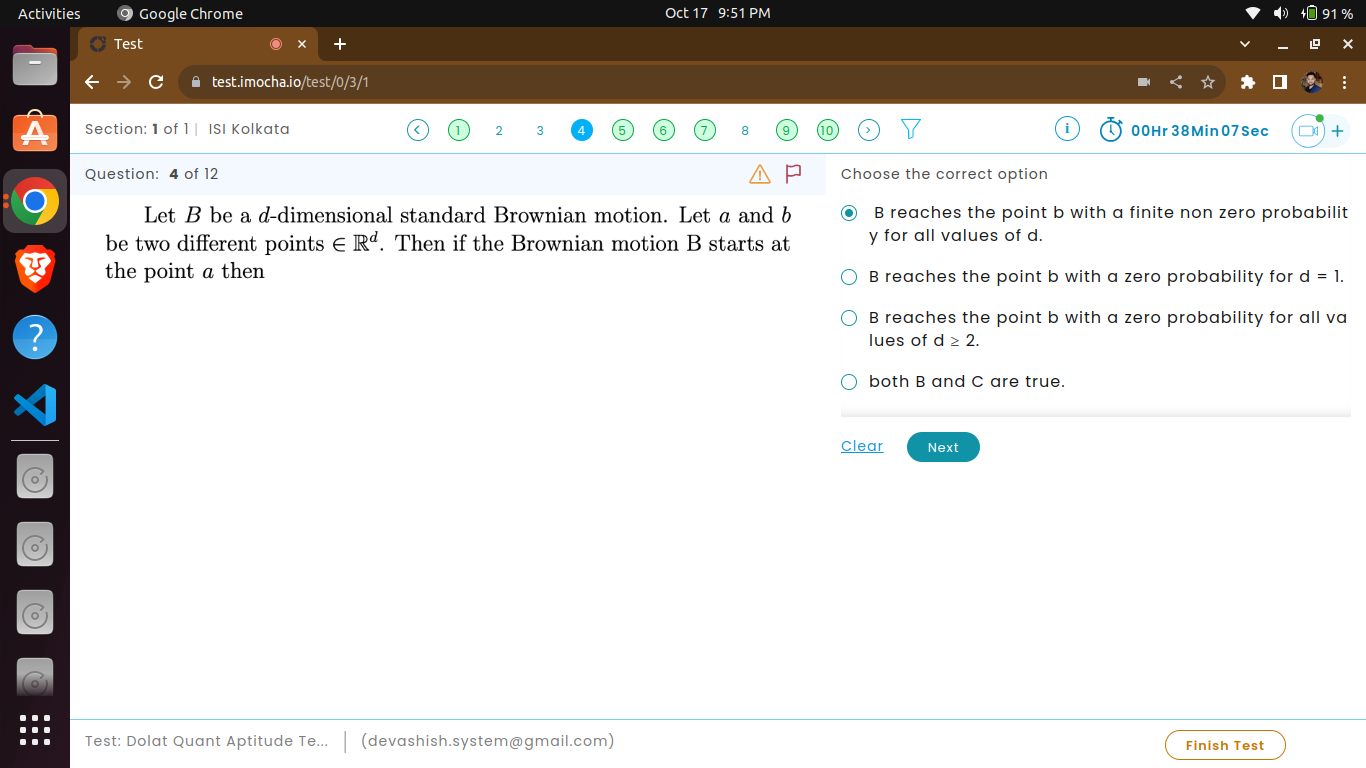 Activities Google Chrome Oct 17 9:51 PM 91 %
Test
test.imocha.io/test/0/3/1
Section: 1 of 1 | ISI Kolkata 1 2 3 4 5 6 7 8 9 10 00Hr 38Min 07Sec
Question: 4 of 12
Let B be a d-dimensional standard Brownian motion. Let a and b
be two different points ∈ ℝᵈ. Then if the Brownian motion B starts at
the point a then
Choose the correct option
B reaches the point b with a finite non zero probabilit
y for all values of d.
B reaches the point b with a zero probability for d = 1.
B reaches the point b with a zero probability for all va
lues of d ≥ 2.
both B and C are true.
Clear Next
Test: Dolat Quant Aptitude Te... | (devashish.system@gmail.com) Finish Test